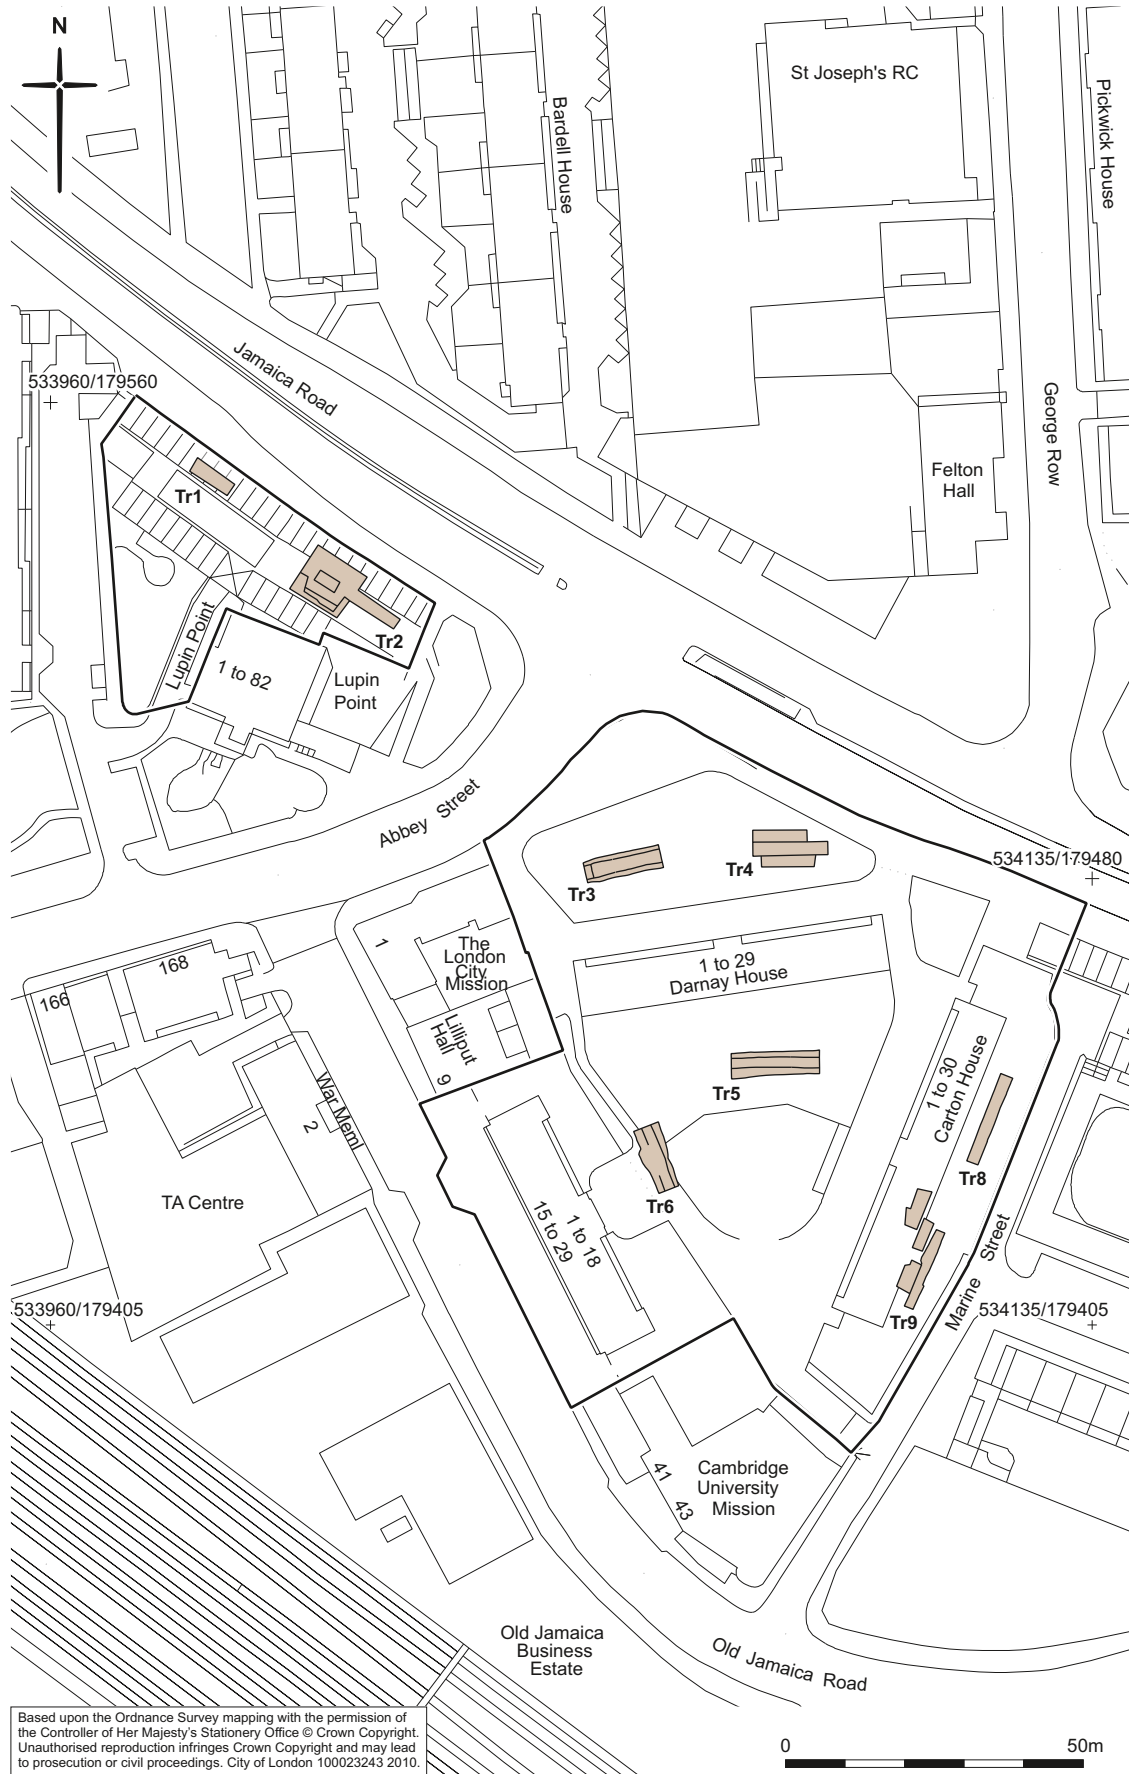 N
St Joseph's RC
Bardell House
Pickwick House
Jamaica Road
533960/179560
George Row
Felton
Hall
Tr1
Tr2
Lupin Point
1 to 82
Lupin
Point
Abbey Street
534135/179480
Tr3
Tr4
1
The
London
City
Mission
168
166
1 to 29
Darnay House
Lilliput
Hall
9
Tr5
1 to 30
Carton House
War Meml
2
Tr8
TA Centre
Tr6
1 to 18
15 to 29
Marine Street
533960/179405
Tr9
534135/179405
41
43
Cambridge
University
Mission
Old Jamaica
Business
Estate
Old Jamaica Road
Based upon the Ordnance Survey mapping with the permission of
the Controller of Her Majesty's Stationery Office © Crown Copyright.
Unauthorised reproduction infringes Crown Copyright and may lead
to prosecution or civil proceedings. City of London 100023243 2010.
0 50m